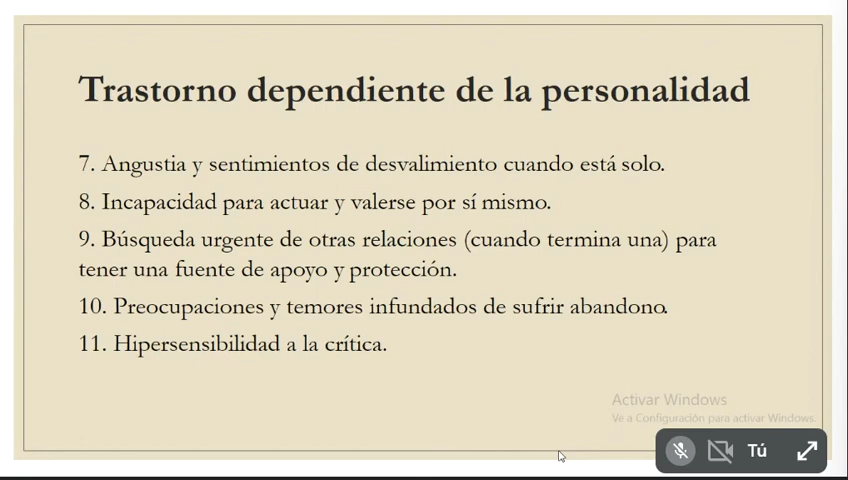 Trastorno dependiente de la personalidad
7. Angustia y sentimientos de desvalimiento cuando está solo.
8. Incapacidad para actuar y valerse por sí mismo.
9. Búsqueda urgente de otras relaciones (cuando termina una) para
tener una fuente de apoyo y protección.
10. Preocupaciones y temores infundados de sufrir abandono.
11. Hipersensibilidad a la crítica.
Activar Windows
Ve a Configuración para activar Windows.
Tú